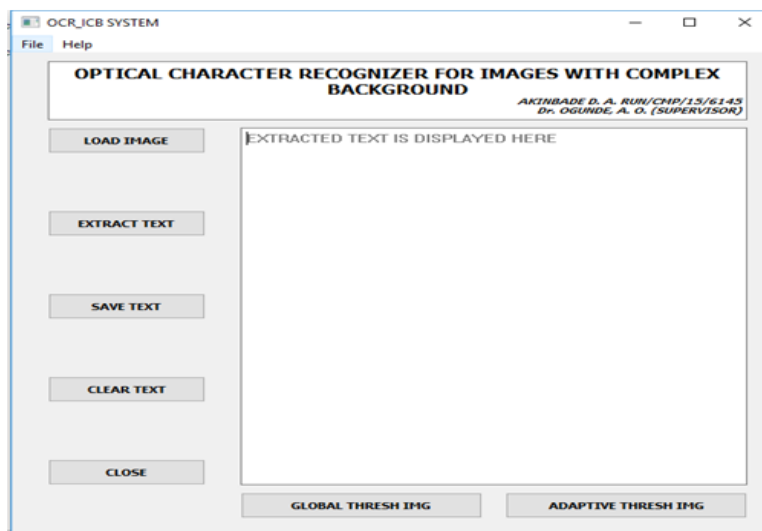 OCR_ICB SYSTEM
File Help
OPTICAL CHARACTER RECOGNIZER FOR IMAGES WITH COMPLEX
BACKGROUND
AKINBADE D. A. RUN/CMP/15/6145
Dr. OGUNDE, A. O. (SUPERVISOR)
LOAD IMAGE
EXTRACTED TEXT IS DISPLAYED HERE
EXTRACT TEXT
SAVE TEXT
CLEAR TEXT
CLOSE
GLOBAL THRESH IMG ADAPTIVE THRESH IMG